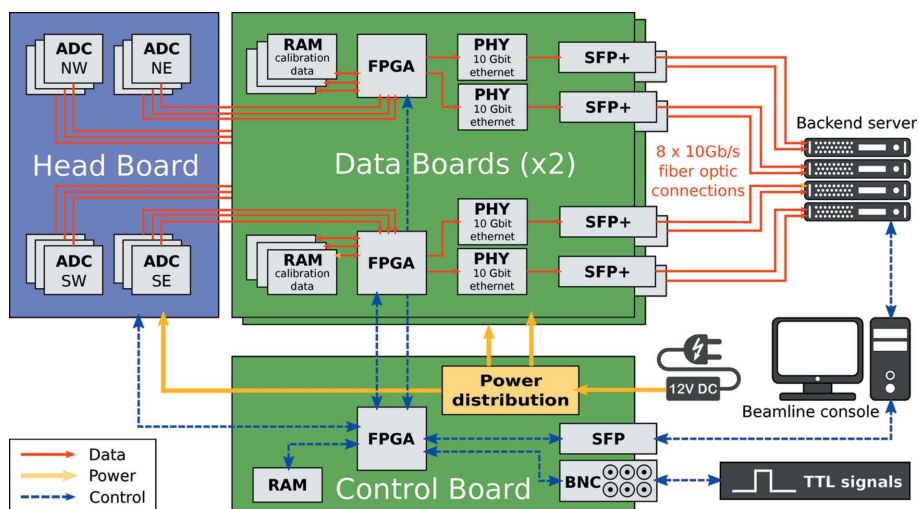 ADC
NW
ADC
NE
Head Board
ADC
SW
ADC
SE
RAM
calibration
data
FPGA
PHY
10 Gbit
ethernet
SFP+
PHY
10 Gbit
ethernet
SFP+
Data Boards (x2)
8 x 10Gb/s
fiber optic
connections
Backend server
RAM
calibration
data
FPGA
PHY
10 Gbit
ethernet
SFP+
PHY
10 Gbit
ethernet
SFP+
Power
distribution
12V DC
Beamline console
FPGA
SFP
RAM
BNC
Control Board
TTL signals
Data
Power
Control